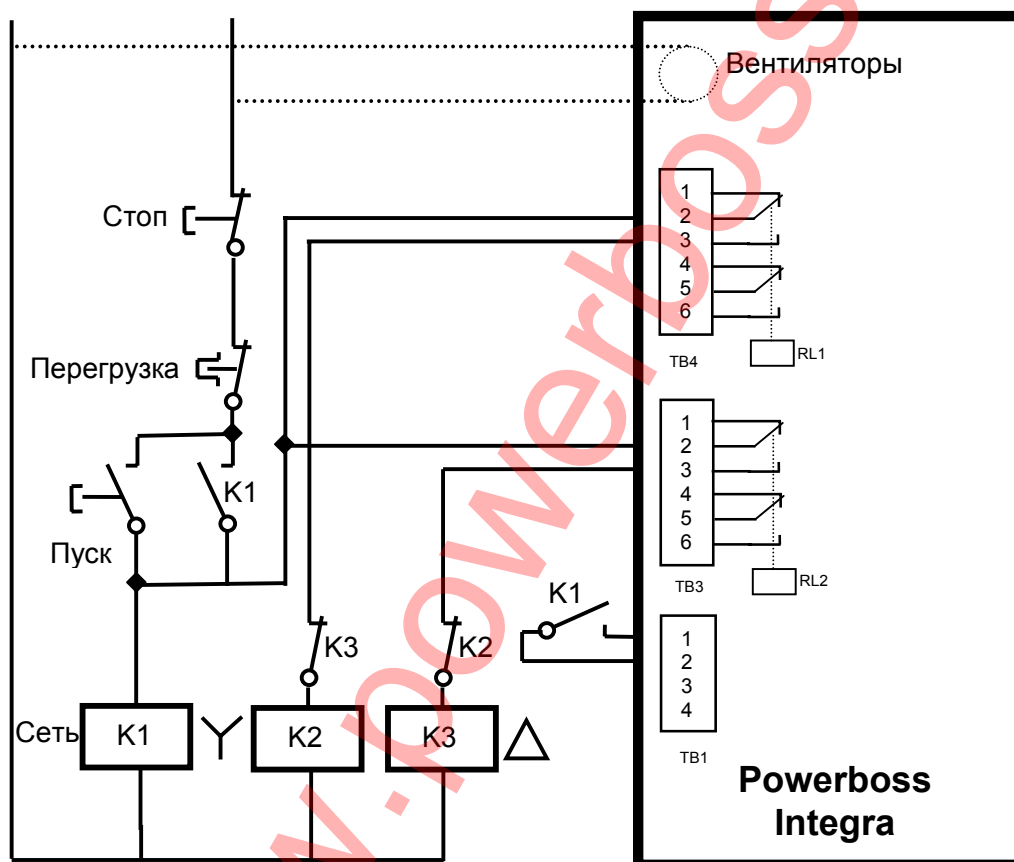 Вентиляторы
Стоп
1
2
3
4
5
6
TB4
RL1
Перегрузка
K1
Пуск
1
2
3
4
5
6
TB3
RL2
K1
K3
K2
1
2
3
4
TB1
Сеть
K1
K2
K3
Powerboss
Integra
w.powerboss